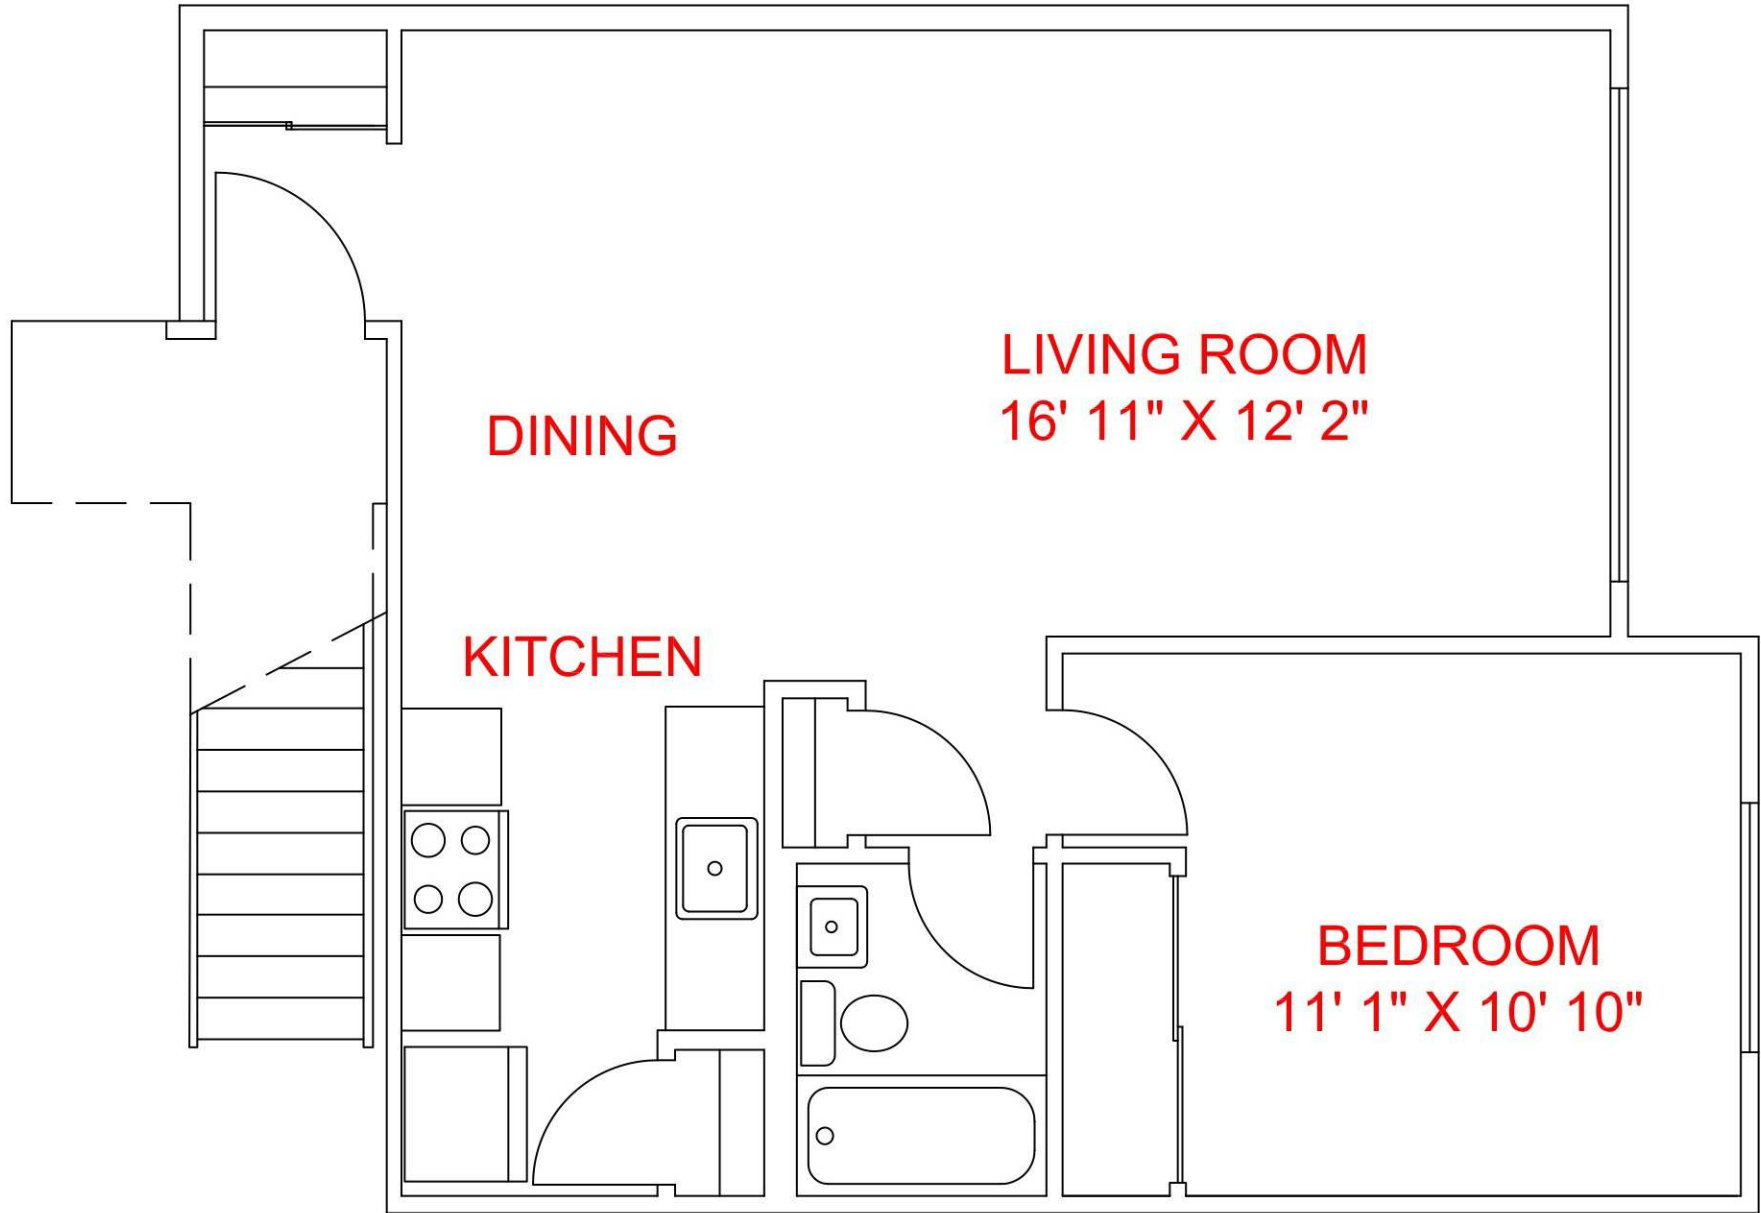 LIVING ROOM
16' 11" X 12' 2"
DINING
KITCHEN
BEDROOM
11' 1" X 10' 10"